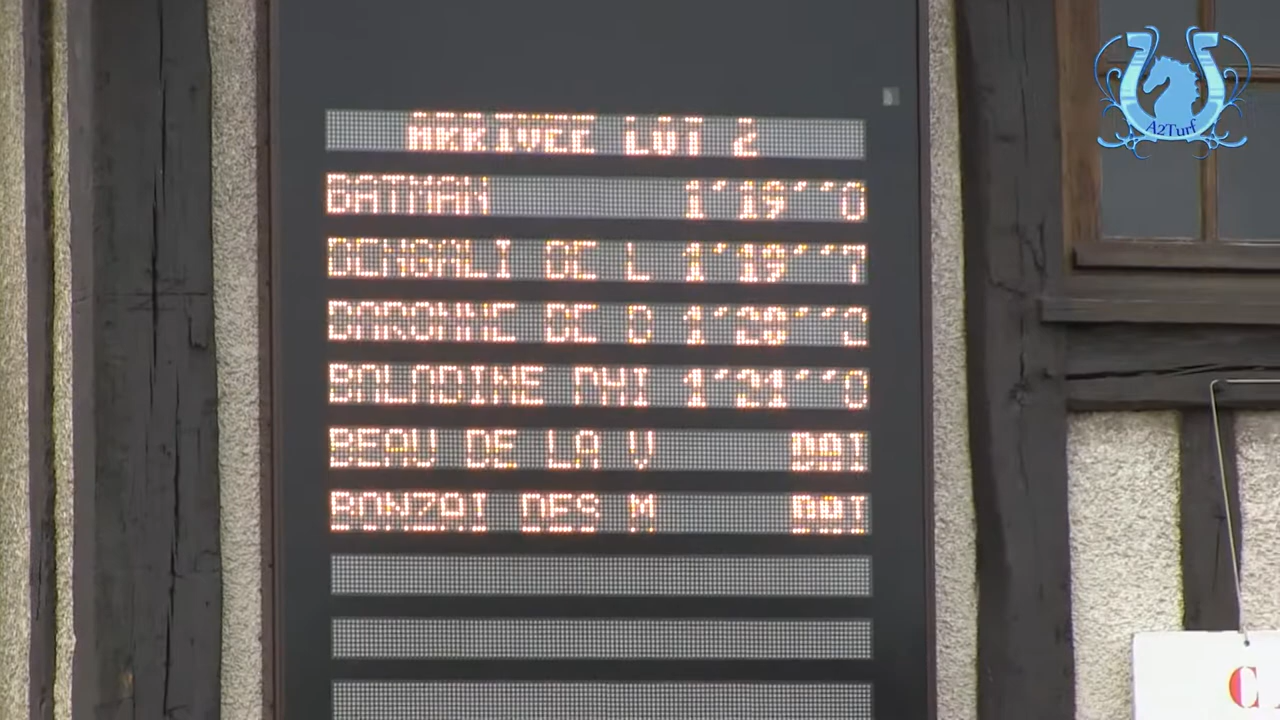 A2Turf
ARRIVEE LOT 2
BATMAN 1'19''0
BENGALI DE L 1'19''7
BARONNE DE D 1'20''2
BALADINE PHI 1'21''0
BEAU DE LA V DAI
BONZAI DES M DAI
C